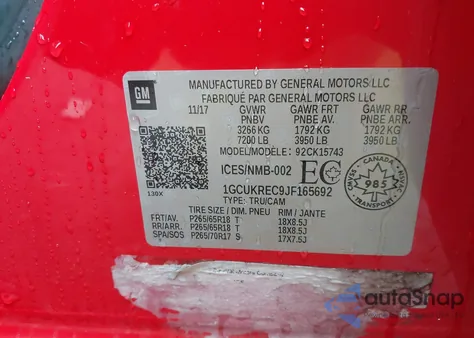 GM
MANUFACTURED BY GENERAL MOTORS LLC
FABRIQUÉ PAR GENERAL MOTORS LLC
11/17 GVWR GAWR FRT GAWR RR
PNBV PNBE AV. PNBE ARR.
3266 KG 1792 KG 1792 KG
7200 LB 3950 LB 3950 LB
MODEL/MODÈLE: 92CK15743
ICES/NMB-002 EC
CANADA
985
130X 1GCUKREC9JF165692
TYPE: TRU/CAM
TIRE SIZE / DIM. PNEU RIM / JANTE
FRT/AV. P265/65R18 T 18X8.5J
RR/ARR. P265/65R18 T 18X8.5J
SPA/SOS P265/70R17 S 17X7.5J
autoSnap